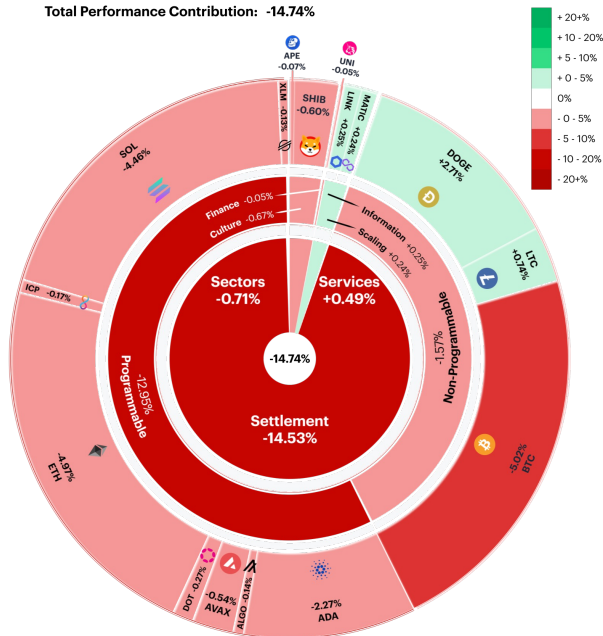 Total Performance Contribution: -14.74%
+ 20+%
+ 10 - 20%
+ 5 - 10%
+ 0 - 5%
0%
- 0 - 5%
- 5 - 10%
- 10 - 20%
- 20+%
APE
-0.07%
UNI
-0.05%
XLM -0.13%
SHIB
-0.60%
LINK +0.25%
MATIC +0.24%
DOGE
+2.71%
LTC
+0.74%
SOL
-4.46%
ICP -0.17%
Finance -0.05%
Culture -0.67%
Information
+0.25%
Scaling +0.24%
Sectors
-0.71%
Services
+0.49%
-14.74%
Settlement
-14.53%
Programmable
-12.95%
Non-Programmable
-1.57%
-4.97%
ETH
-5.02%
BTC
DOT -0.27%
-0.54%
AVAX
ALGO -0.14%
-2.27%
ADA